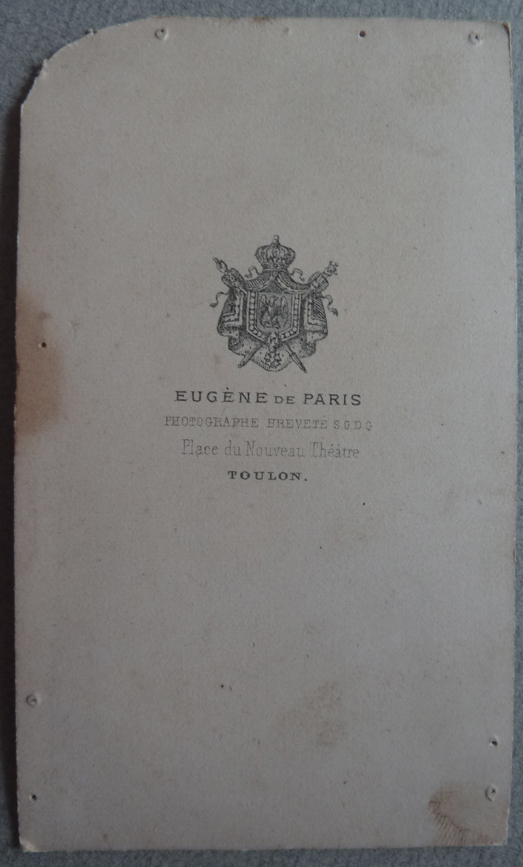 EUGÈNE DE PARIS
PHOTOGRAPHE BREVETÉ S.G.D.G
Place du Nouveau Théâtre
TOULON.